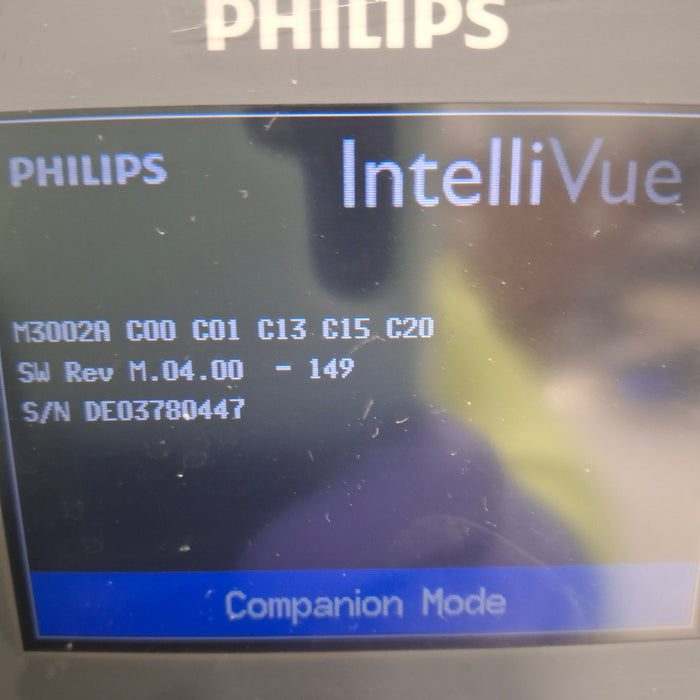 PHILIPS
PHILIPS IntelliVue
M3002A C00 C01 C13 C15 C20
SW Rev M.04.00 - 149
S/N DE03780447
Companion Mode